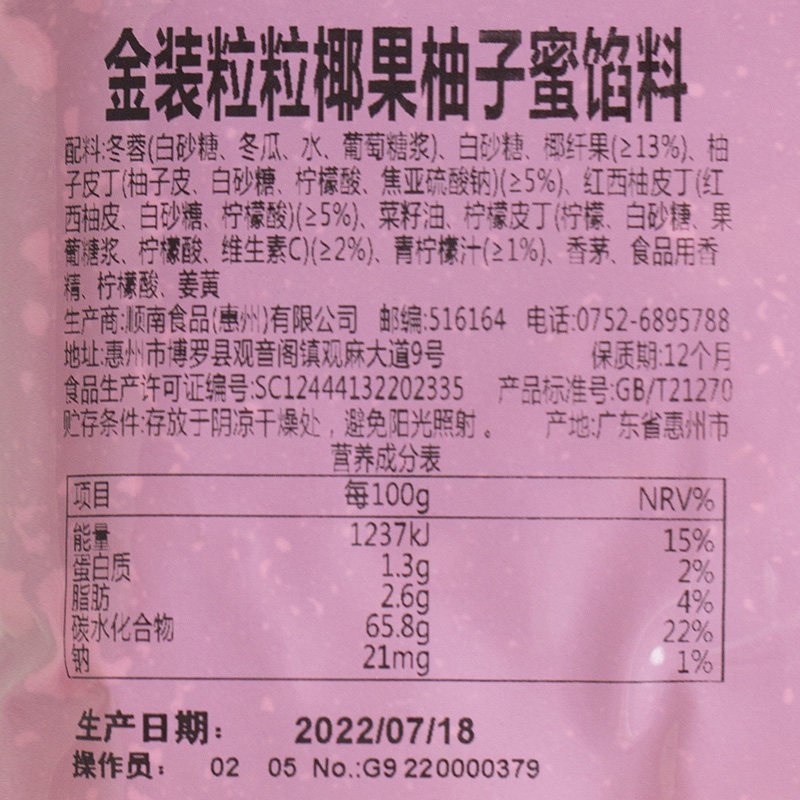 金装粒粒椰果柚子蜜馅料
配料:冬蓉(白砂糖、冬瓜、水、葡萄糖浆)、白砂糖、椰纤果(≥13%)、柚
子皮丁(柚子皮、白砂糖、柠檬酸、焦亚硫酸钠)(≥5%)、红西柚皮丁(红
西柚皮、白砂糖、柠檬酸)(≥5%)、菜籽油、柠檬皮丁(柠檬、白砂糖、果
葡糖浆、柠檬酸、维生素C)(≥2%)、青柠檬汁(≥1%)、香茅、食品用香
精、柠檬酸、姜黄
生产商:顺南食品(惠州)有限公司 邮编:516164 电话:0752-6895788
地址:惠州市博罗县观音阁镇观麻大道9号 保质期:12个月
食品生产许可证编号:SC12444132202335 产品标准号:GB/T21270
贮存条件:存放于阴凉干燥处，避免阳光照射。 产地:广东省惠州市
营养成分表
项目 每100g NRV%
能量 1237kJ 15%
蛋白质 1.3g 2%
脂肪 2.6g 4%
碳水化合物 65.8g 22%
钠 21mg 1%
生产日期： 2022/07/18
操作员： 02 05 No.:G9 220000379